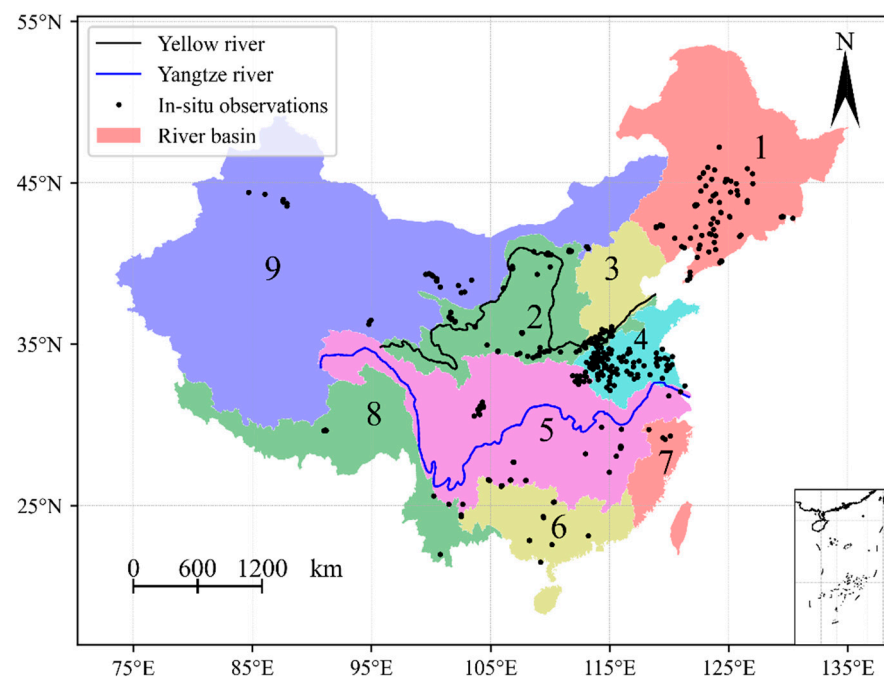 55°N
Yellow river
Yangtze river
In-situ observations
River basin
N
1
45°N
9
3
2
4
35°N
8
5
7
25°N
6
0 600 1200 km
75°E 85°E 95°E 105°E 115°E 125°E 135°E